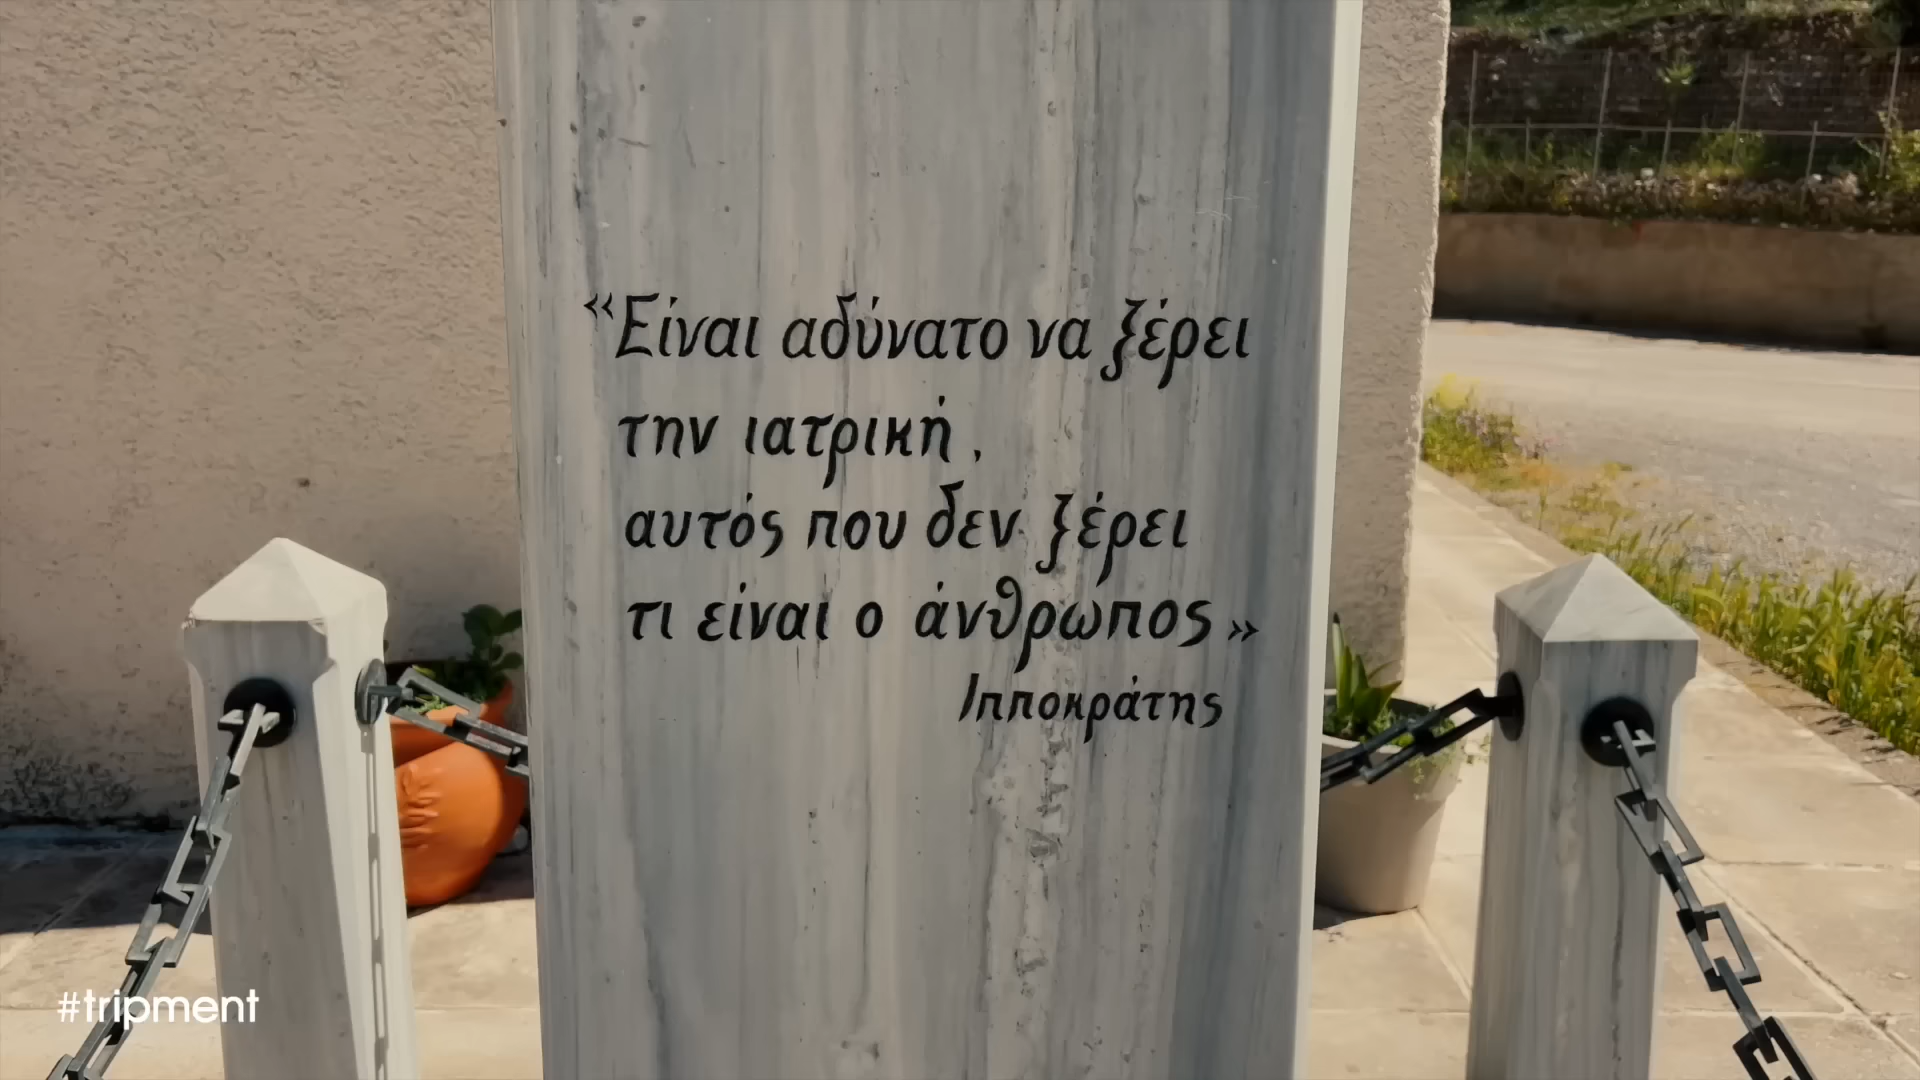 «Είναι αδύνατο να ξέρει
την ιατρική,
αυτός που δεν ξέρει
τι είναι ο άνθρωπος»
Ιπποκράτης
#tripment